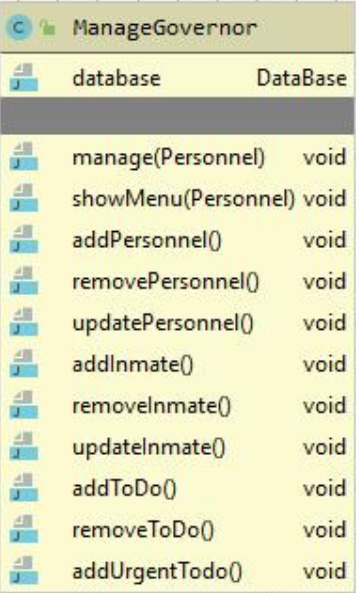 C ManageGovernor
database DataBase
manage(Personnel) void
showMenu(Personnel) void
addPersonnel() void
removePersonnel() void
updatePersonnel() void
addInmate() void
removeInmate() void
updateInmate() void
addToDo() void
removeToDo() void
addUrgentTodo() void